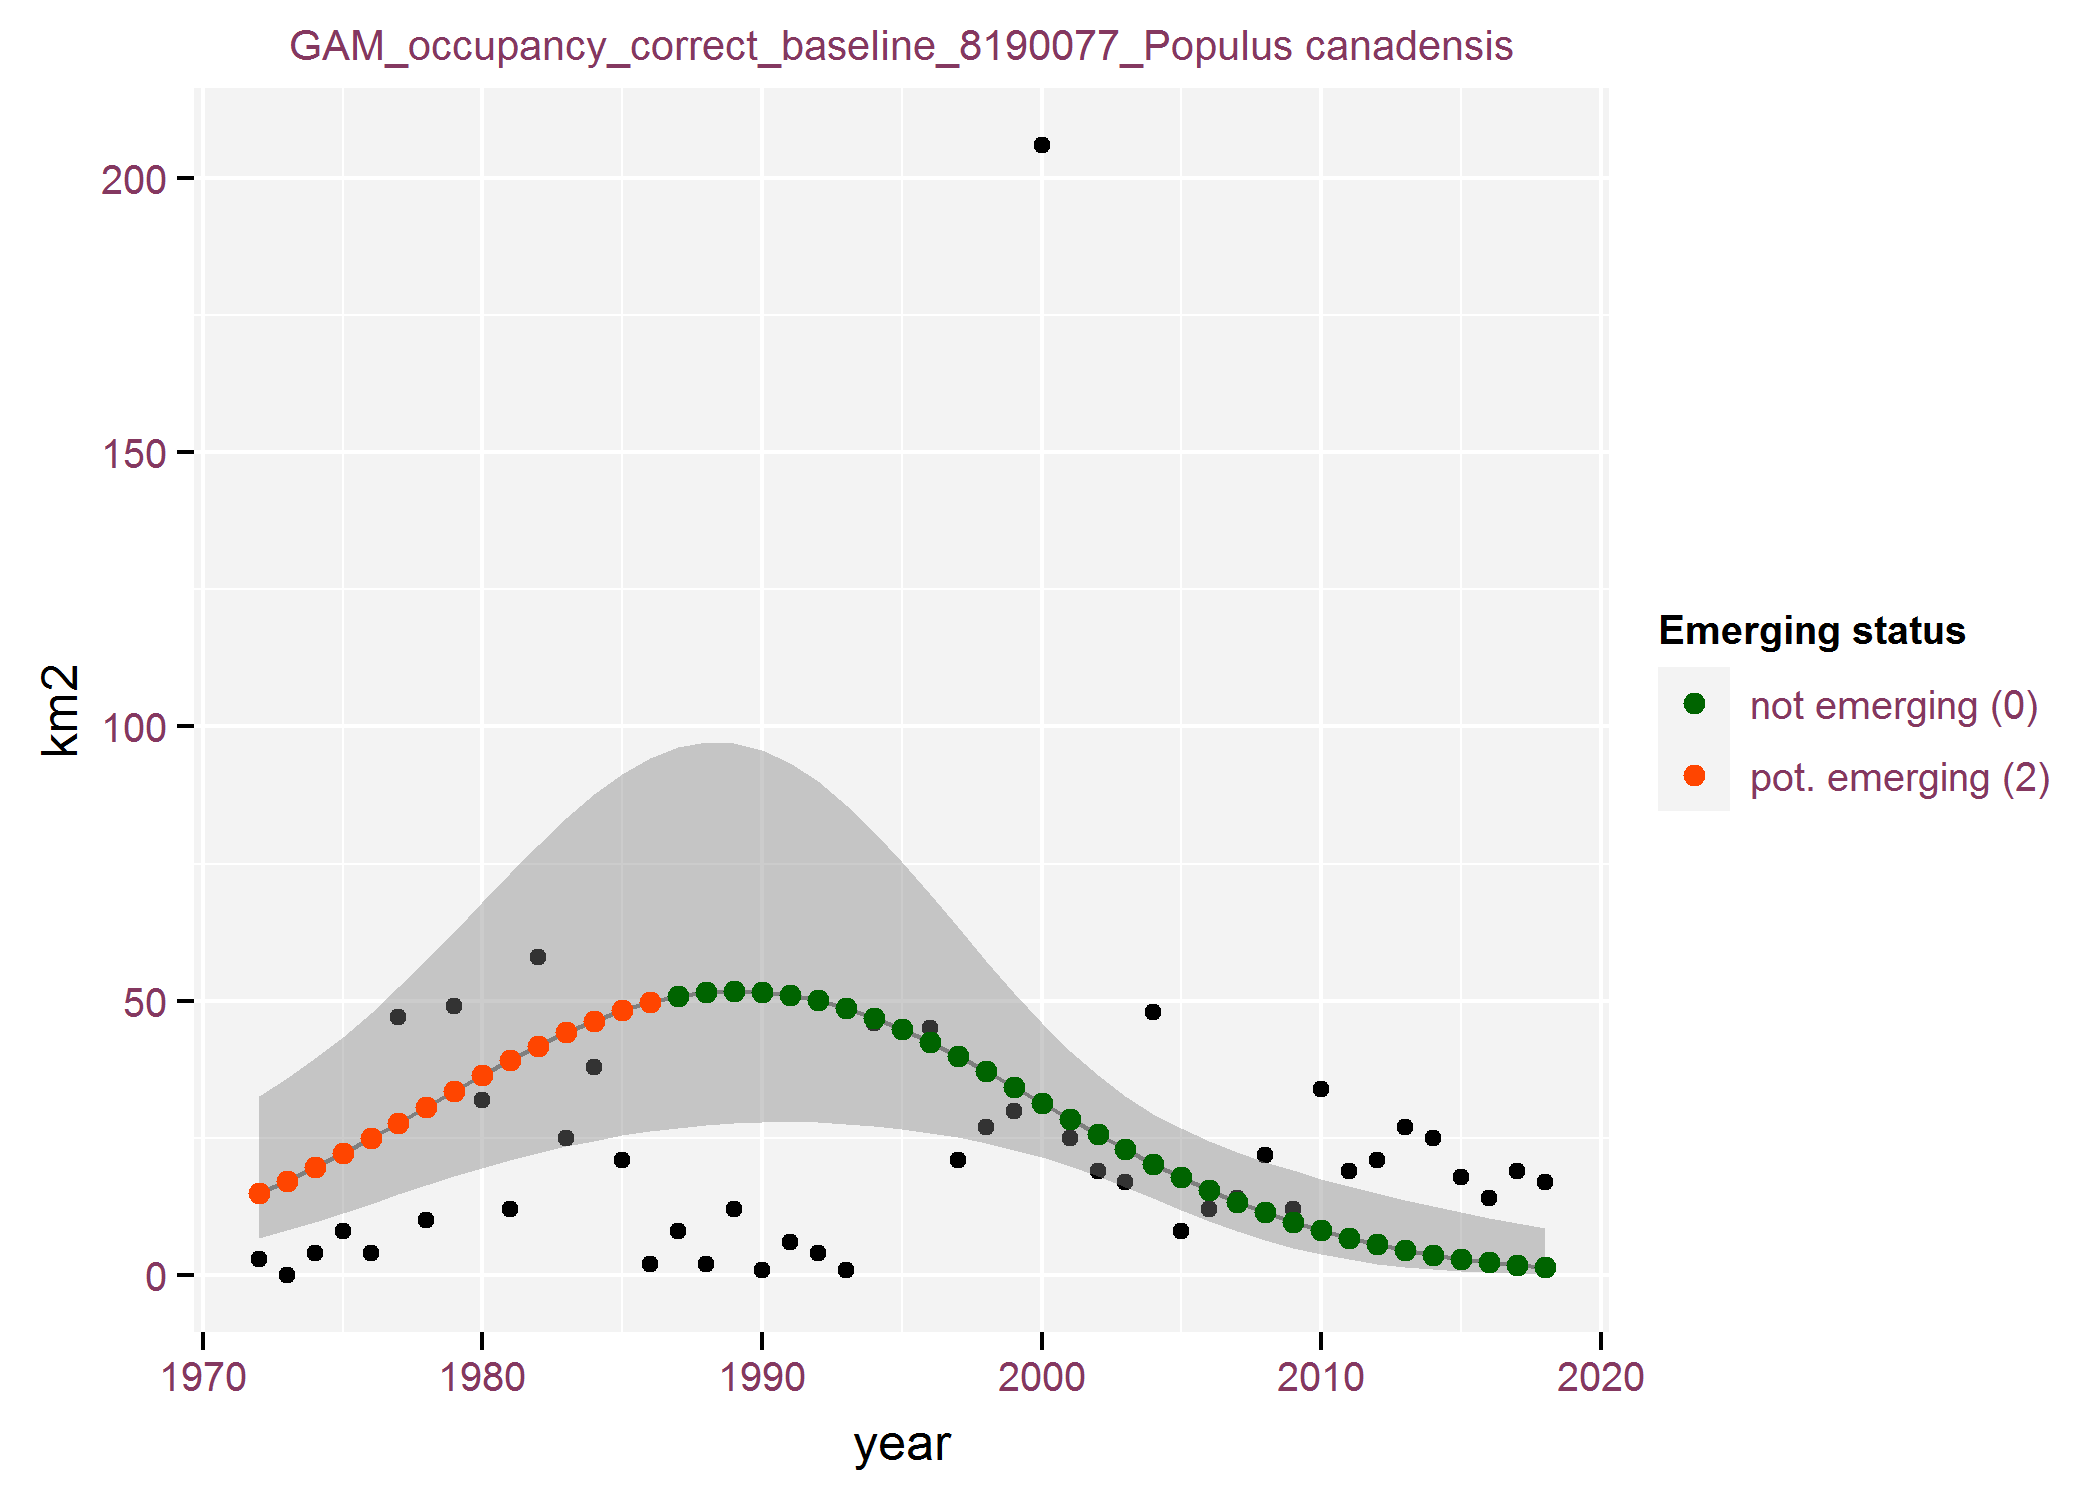 GAM_occupancy_correct_baseline_8190077_Populus canadensis
200
150
100
50
0
km2
1970 1980 1990 2000 2010 2020
year
Emerging status
not emerging (0)
pot. emerging (2)